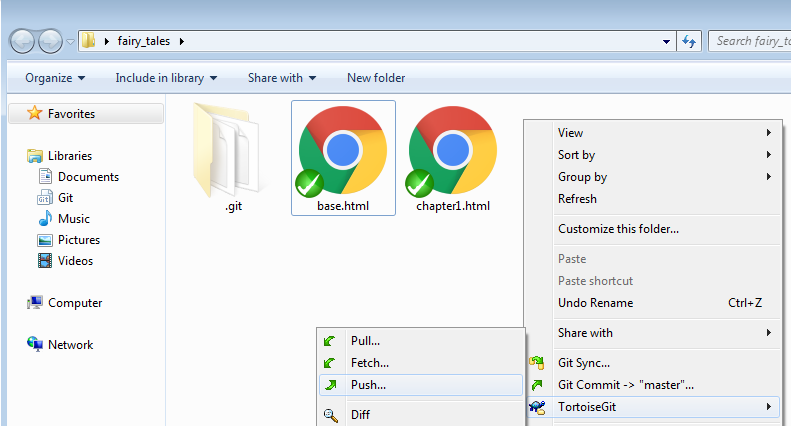 fairy_tales
Search fairy_ta
Organize
Include in library
Share with
New folder
Favorites
Libraries
Documents
Git
Music
Pictures
Videos
Computer
Network
.git
base.html
chapter1.html
View
Sort by
Group by
Refresh
Customize this folder...
Paste
Paste shortcut
Undo Rename Ctrl+Z
Share with
Git Sync...
Git Commit -> "master"...
TortoiseGit
Pull...
Fetch...
Push...
Diff